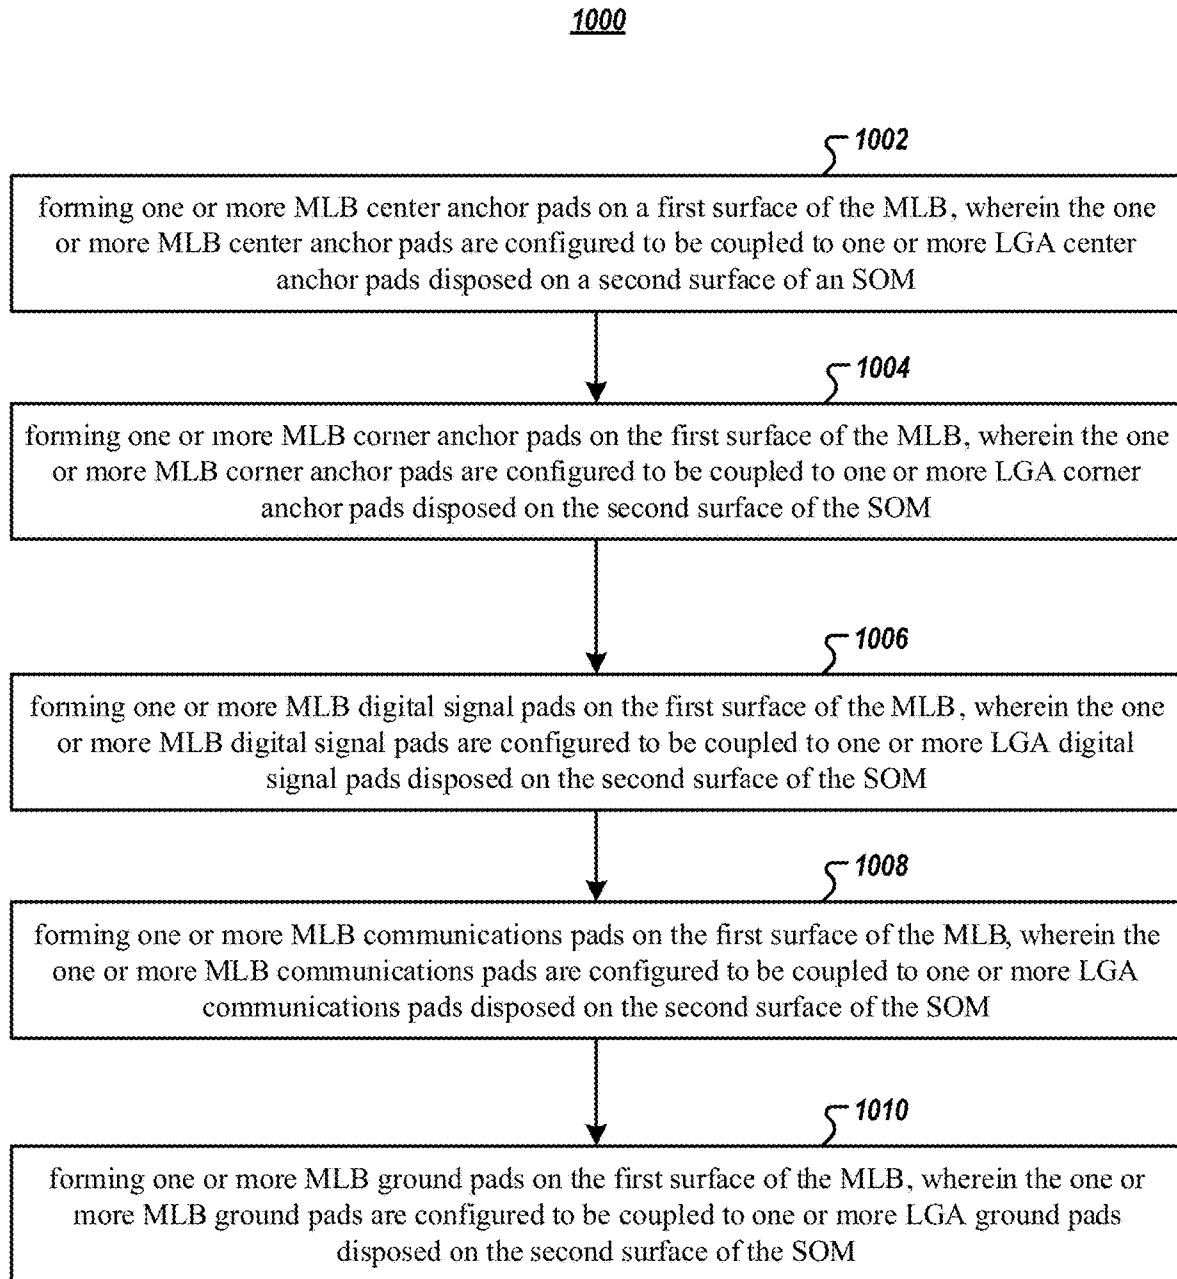 1000
1002
forming one or more MLB center anchor pads on a first surface of the MLB, wherein the one
or more MLB center anchor pads are configured to be coupled to one or more LGA center
anchor pads disposed on a second surface of an SOM
1004
forming one or more MLB corner anchor pads on the first surface of the MLB, wherein the one
or more MLB corner anchor pads are configured to be coupled to one or more LGA corner
anchor pads disposed on the second surface of the SOM
1006
forming one or more MLB digital signal pads on the first surface of the MLB, wherein the one
or more MLB digital signal pads are configured to be coupled to one or more LGA digital
signal pads disposed on the second surface of the SOM
1008
forming one or more MLB communications pads on the first surface of the MLB, wherein the
one or more MLB communications pads are configured to be coupled to one or more LGA
communications pads disposed on the second surface of the SOM
1010
forming one or more MLB ground pads on the first surface of the MLB, wherein the one or
more MLB ground pads are configured to be coupled to one or more LGA ground pads
disposed on the second surface of the SOM